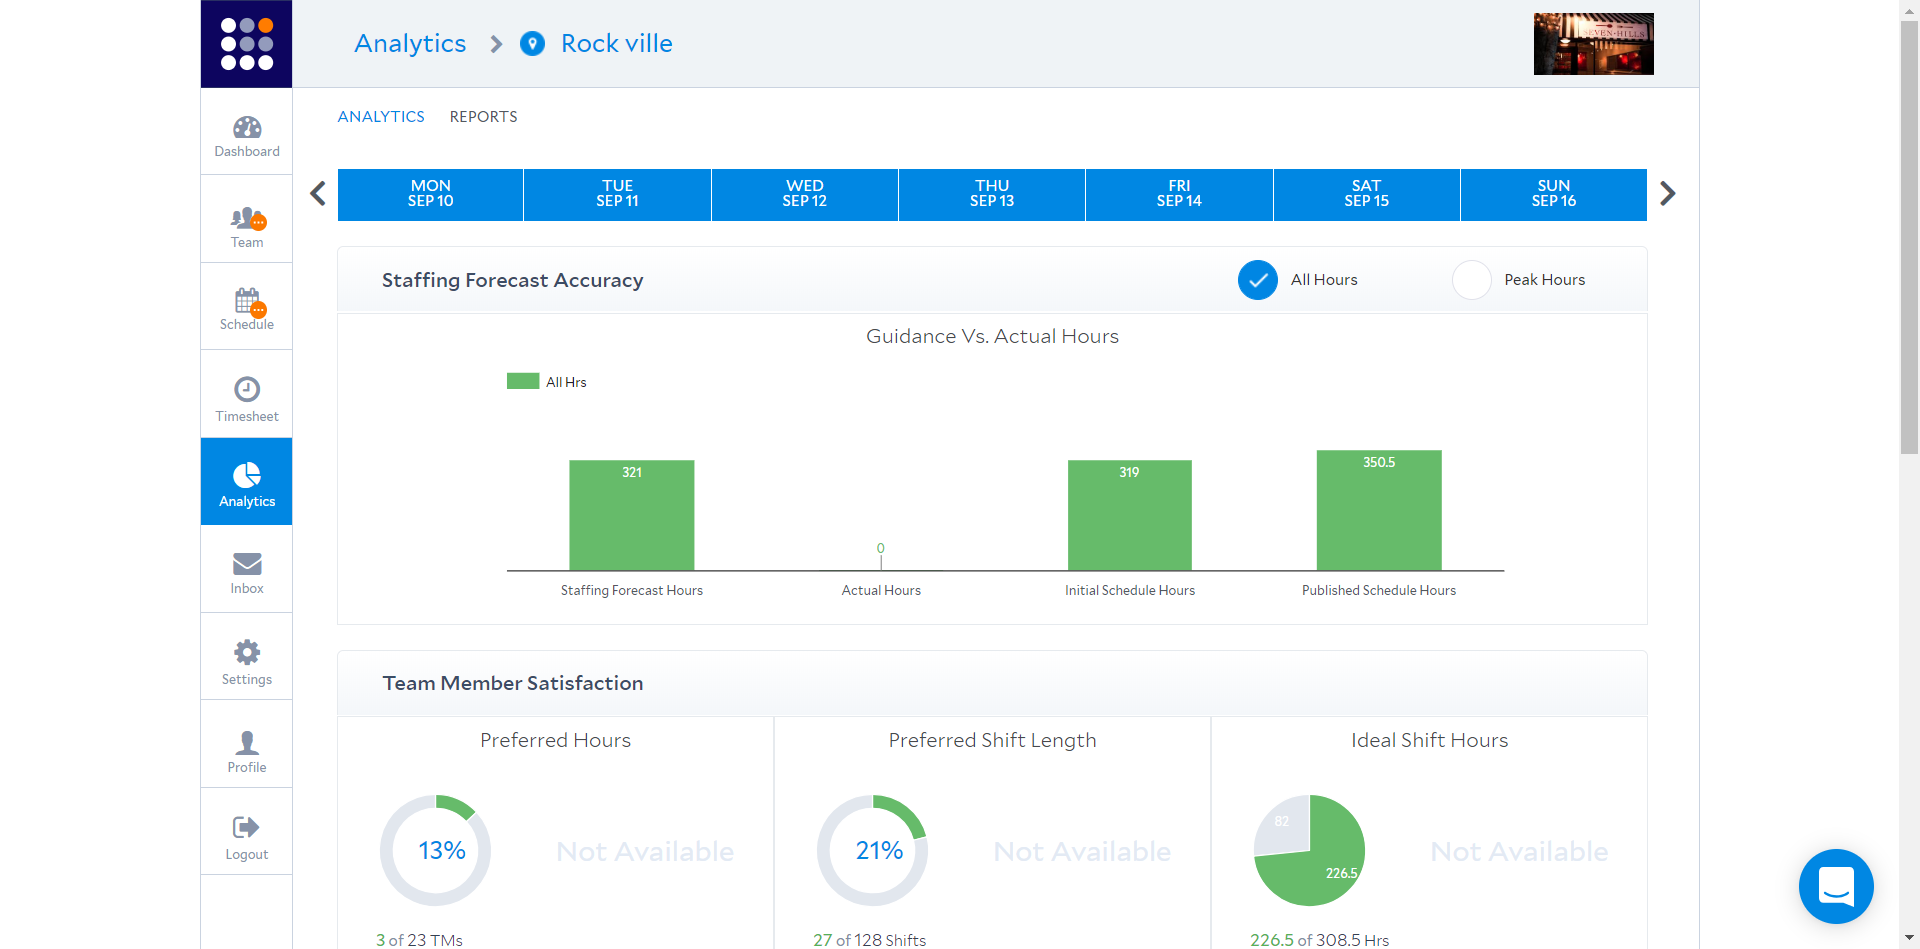 Analytics
Rock ville
SEVEN·HILLS
ANALYTICS
REPORTS
MON
SEP 10
TUE
SEP 11
WED
SEP 12
THU
SEP 13
FRI
SEP 14
SAT
SEP 15
SUN
SEP 16
Dashboard
Team
Schedule
Timesheet
Analytics
Inbox
Settings
Profile
Logout
Staffing Forecast Accuracy
All Hours
Peak Hours
Guidance Vs. Actual Hours
All Hrs
321
0
319
350.5
Staffing Forecast Hours
Actual Hours
Initial Schedule Hours
Published Schedule Hours
Team Member Satisfaction
Preferred Hours
13%
Not Available
3 of 23 TMs
Preferred Shift Length
21%
Not Available
27 of 128 Shifts
Ideal Shift Hours
82
226.5
Not Available
226.5 of 308.5 Hrs